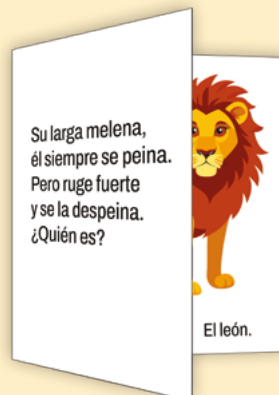 Su larga melena,
él siempre se peina.
Pero ruge fuerte
y se la despeina.
¿Quién es?
El león.